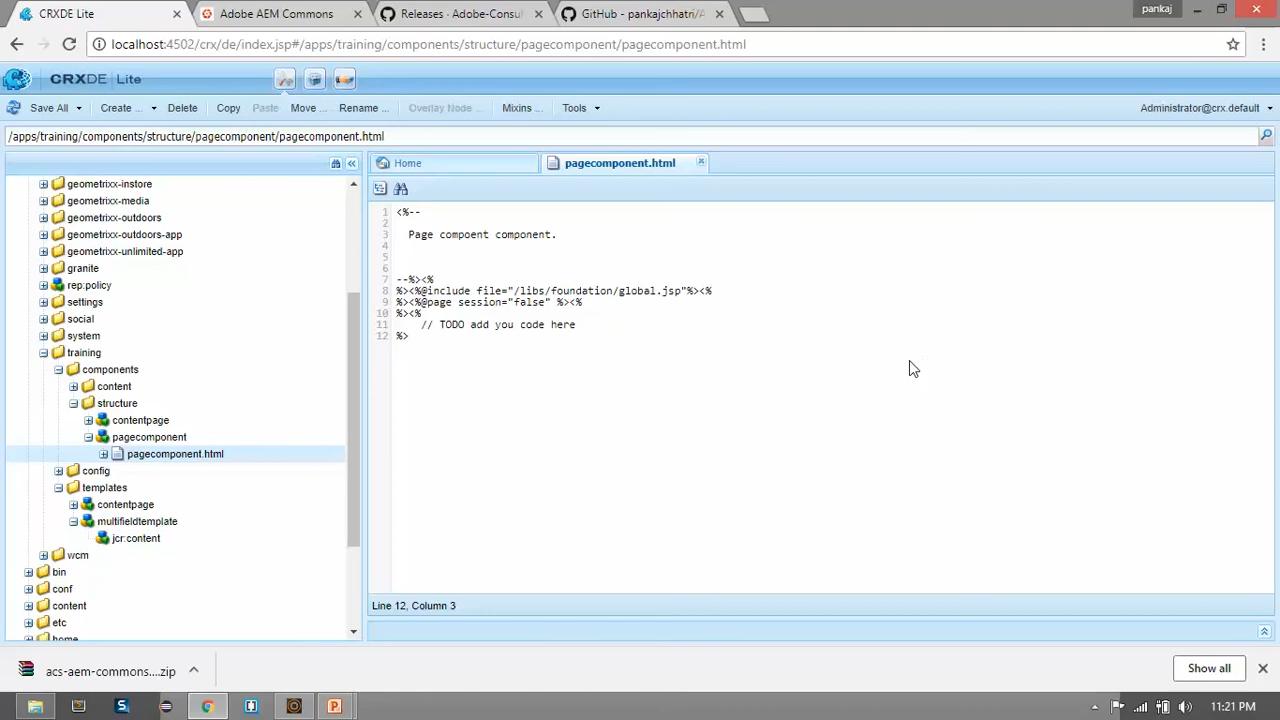 CRXDE Lite
Adobe AEM Commons
Releases · Adobe-Consul
GitHub - pankajchhatri/A
pankaj
localhost:4502/crx/de/index.jsp#/apps/training/components/structure/pagecomponent/pagecomponent.html
CRXDE | Lite
Save All
Create ...
Delete
Copy
Paste
Move ...
Rename ...
Overlay Node ...
Mixins ...
Tools
Administrator@crx.default
/apps/training/components/structure/pagecomponent/pagecomponent.html
Home
pagecomponent.html
geometrixx-instore
geometrixx-media
geometrixx-outdoors
geometrixx-outdoors-app
geometrixx-unlimited-app
granite
rep:policy
settings
social
system
training
components
content
structure
contentpage
pagecomponent
pagecomponent.html
config
templates
contentpage
multifieldtemplate
jcr:content
wcm
bin
conf
content
etc
home
1 <%--
2
3 Page compoent component.
4
5
6
7 --%><%
8 %><%@include file="/libs/foundation/global.jsp"%><%
9 %><%@page session="false" %><%
10 %><%
11 // TODO add you code here
12 %>
Line 12, Column 3
acs-aem-commons....zip
Show all
11:21 PM